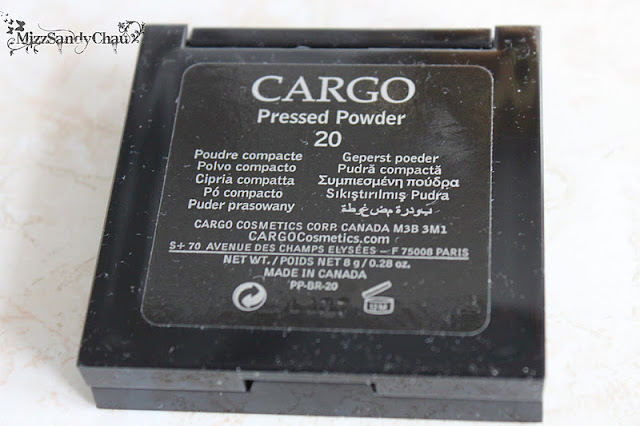 MizzSandyChau
CARGO
Pressed Powder
20
Poudre compacte
Polvo compacto
Cipria compatta
Pó compacto
Puder prasowany
Geperst poeder
Pudră compactă
Συμπιεσμένη πούδρα
Sıkıştırılmış Pudra
بودرة مضغوطة
CARGO COSMETICS CORP. CANADA M3B 3M1
CARGOCosmetics.com
S+ 70 AVENUE DES CHAMPS ELYSÉES – F 75008 PARIS
NET WT. / POIDS NET 8 g / 0.28 oz.
MADE IN CANADA
PP-BR-20
12M